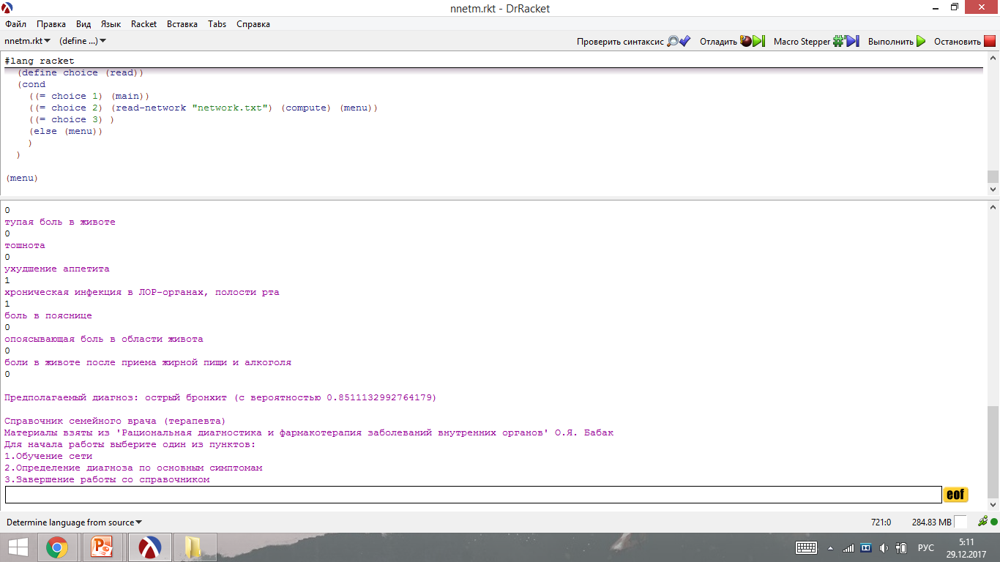 nnetm.rkt - DrRacket
Файл Правка Вид Язык Racket Вставка Tabs Справка
nnetm.rkt (define ...) Проверить синтаксис Отладить Macro Stepper Выполнить Остановить
#lang racket
(define choice (read))
(cond
((= choice 1) (main))
((= choice 2) (read-network "network.txt") (compute) (menu))
((= choice 3) )
(else (menu))
)
)
(menu)
0
тупая боль в животе
0
тошнота
0
ухудшение аппетита
1
хроническая инфекция в ЛОР-органах, полости рта
1
боль в пояснице
0
опоясывающая боль в области живота
0
боли в животе после приема жирной пищи и алкоголя
0
Предполагаемый диагноз: острый бронхит (с вероятностью 0.8511132992764179)
Справочник семейного врача (терапевта)
Материалы взяты из 'Рациональная диагностика и фармакотерапия заболеваний внутренних органов' О.Я. Бабак
Для начала работы выберите один из пунктов:
1.Обучение сети
2.Определение диагноза по основным симптомам
3.Завершение работы со справочником
eof
Determine language from source 721:0 284.83 MB
РУС 5:11
29.12.2017